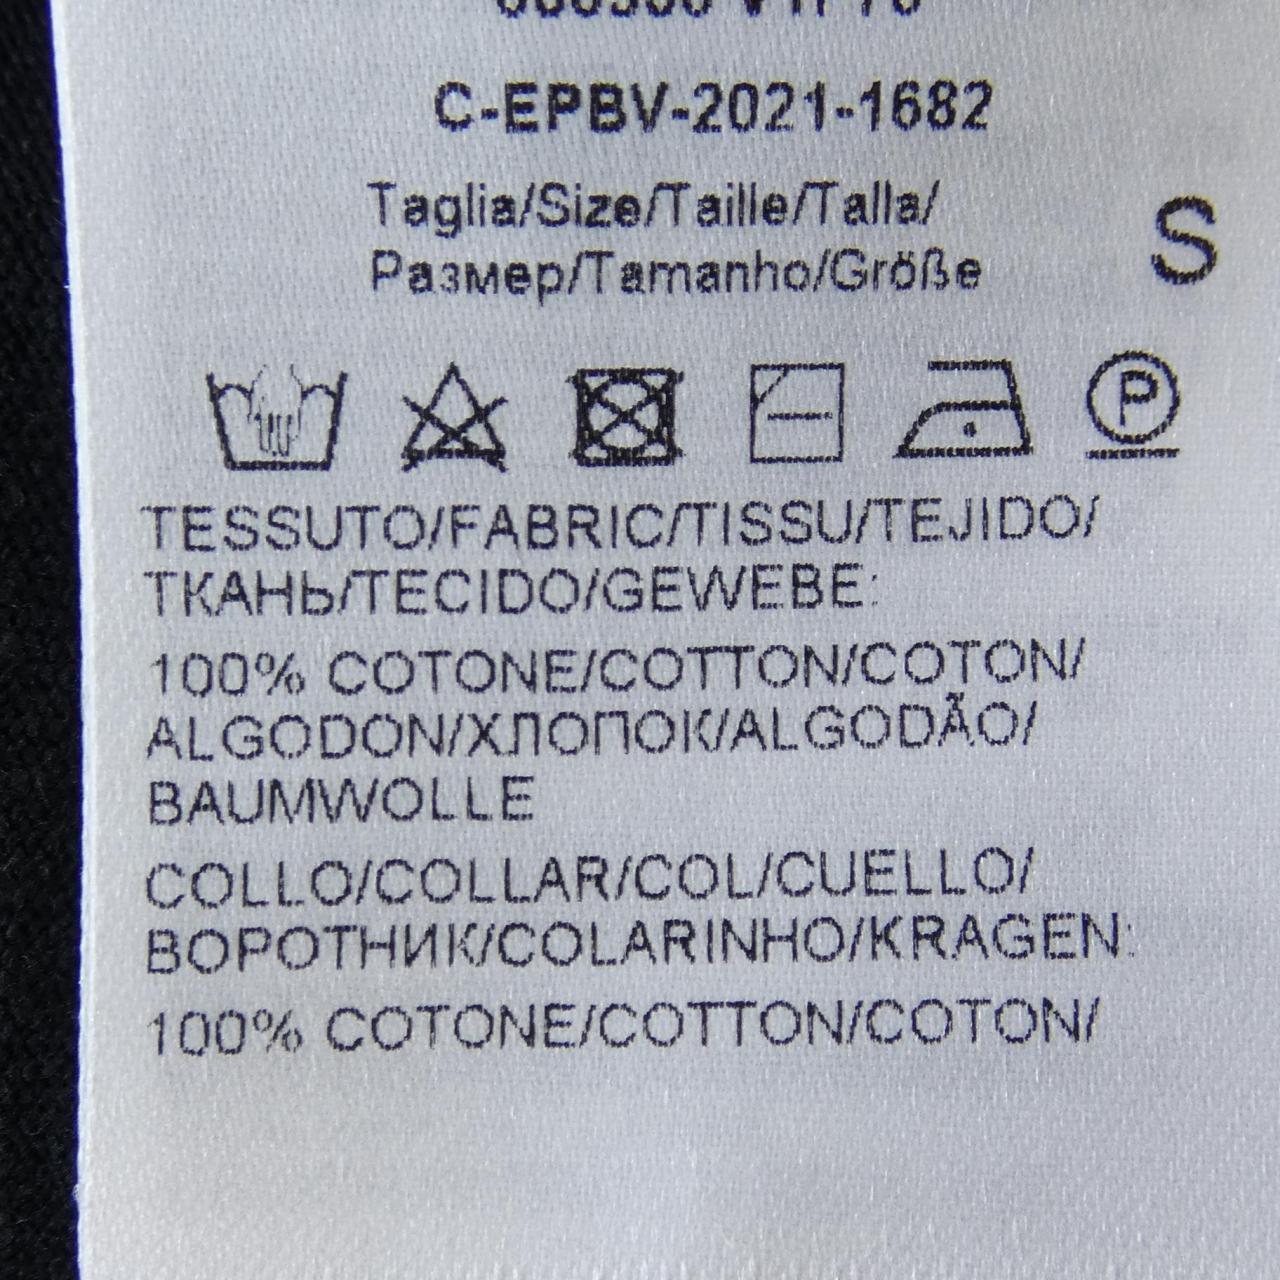 C-EPBV-2021-1682
Taglia/Size/Taille/Talla/
Размер/Tamanho/Größe
S
P
TESSUTO/FABRIC/TISSU/TEJIDO/
ТКАНЬ/TECIDO/GEWEBE:
100% COTONE/COTTON/COTON/
ALGODON/ХЛОПОК/ALGODÃO/
BAUMWOLLE
COLLO/COLLAR/COL/CUELLO/
ВОРОТНИК/COLARINHO/KRAGEN:
100% COTONE/COTTON/COTON/